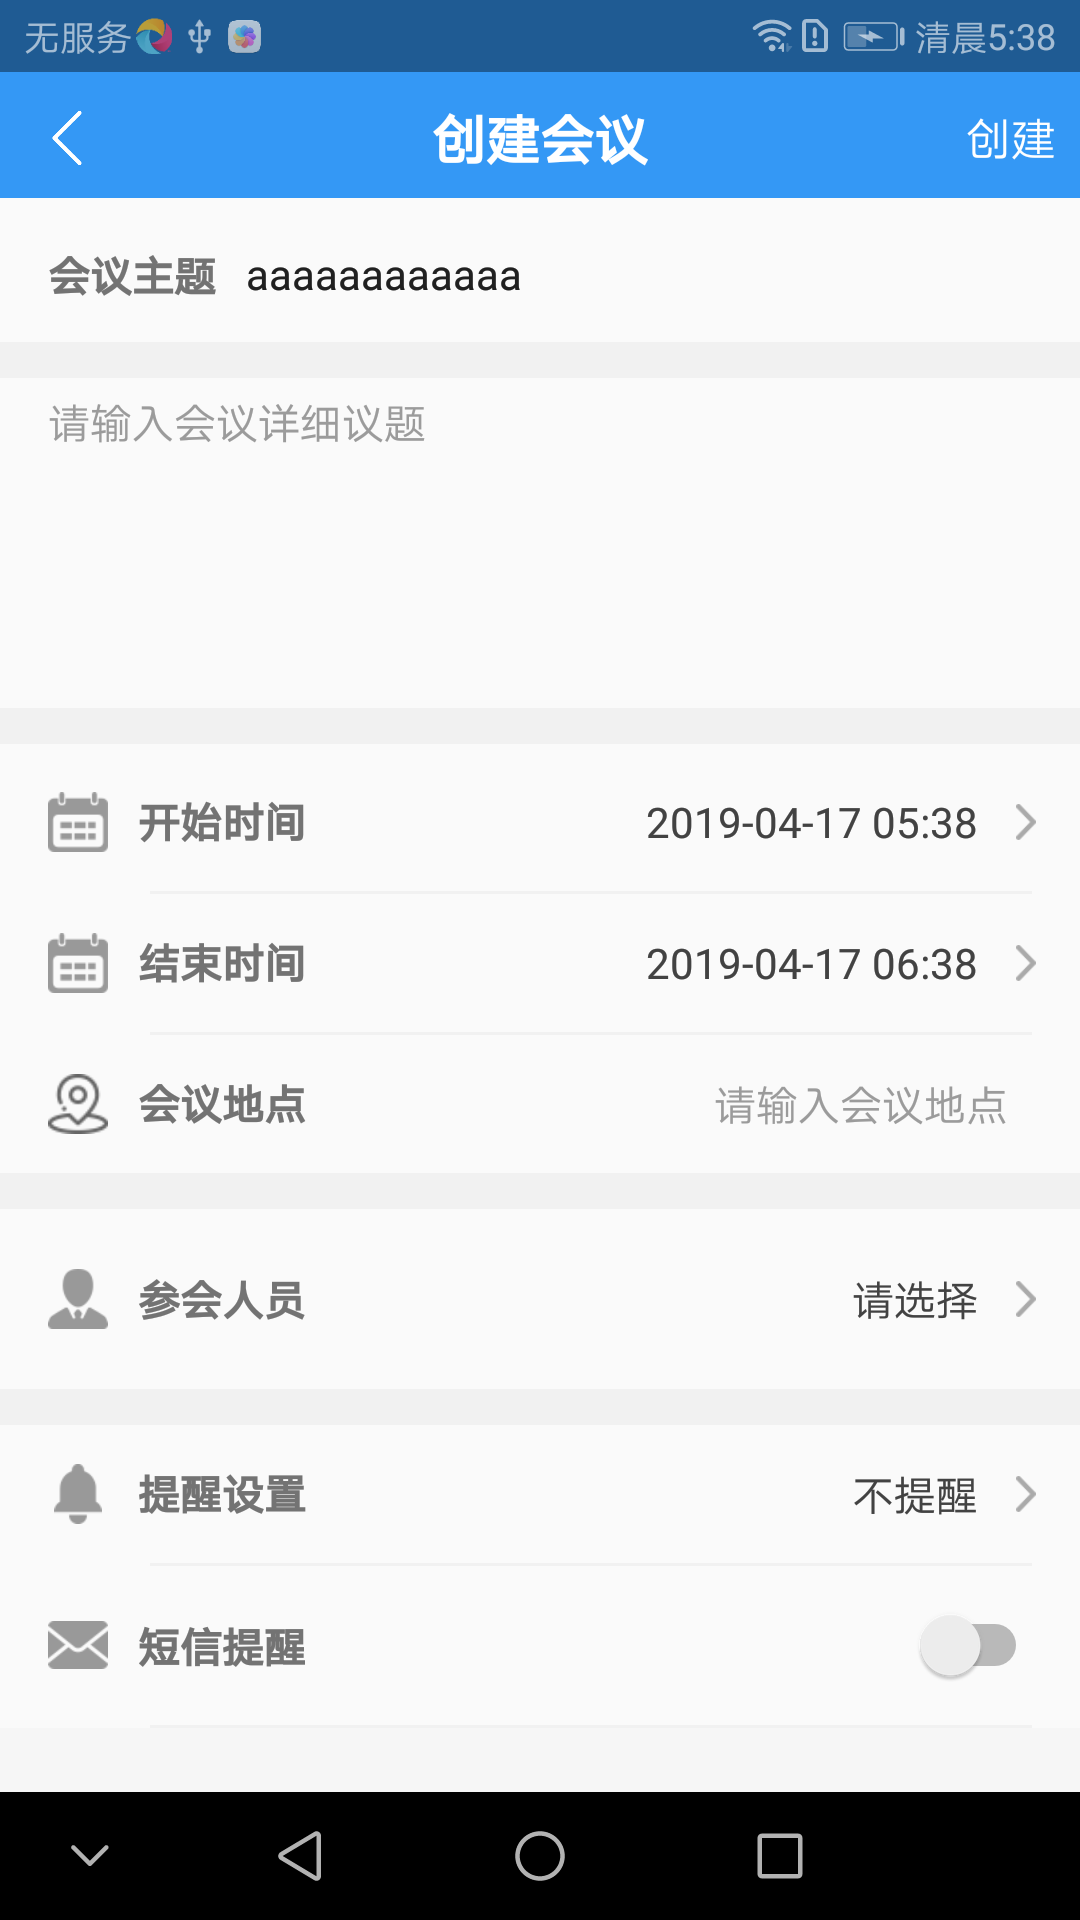 无服务 清晨5:38
创建会议 创建
会议主题 aaaaaaaaaaaa
请输入会议详细议题
开始时间 2019-04-17 05:38
结束时间 2019-04-17 06:38
会议地点 请输入会议地点
参会人员 请选择
提醒设置 不提醒
短信提醒